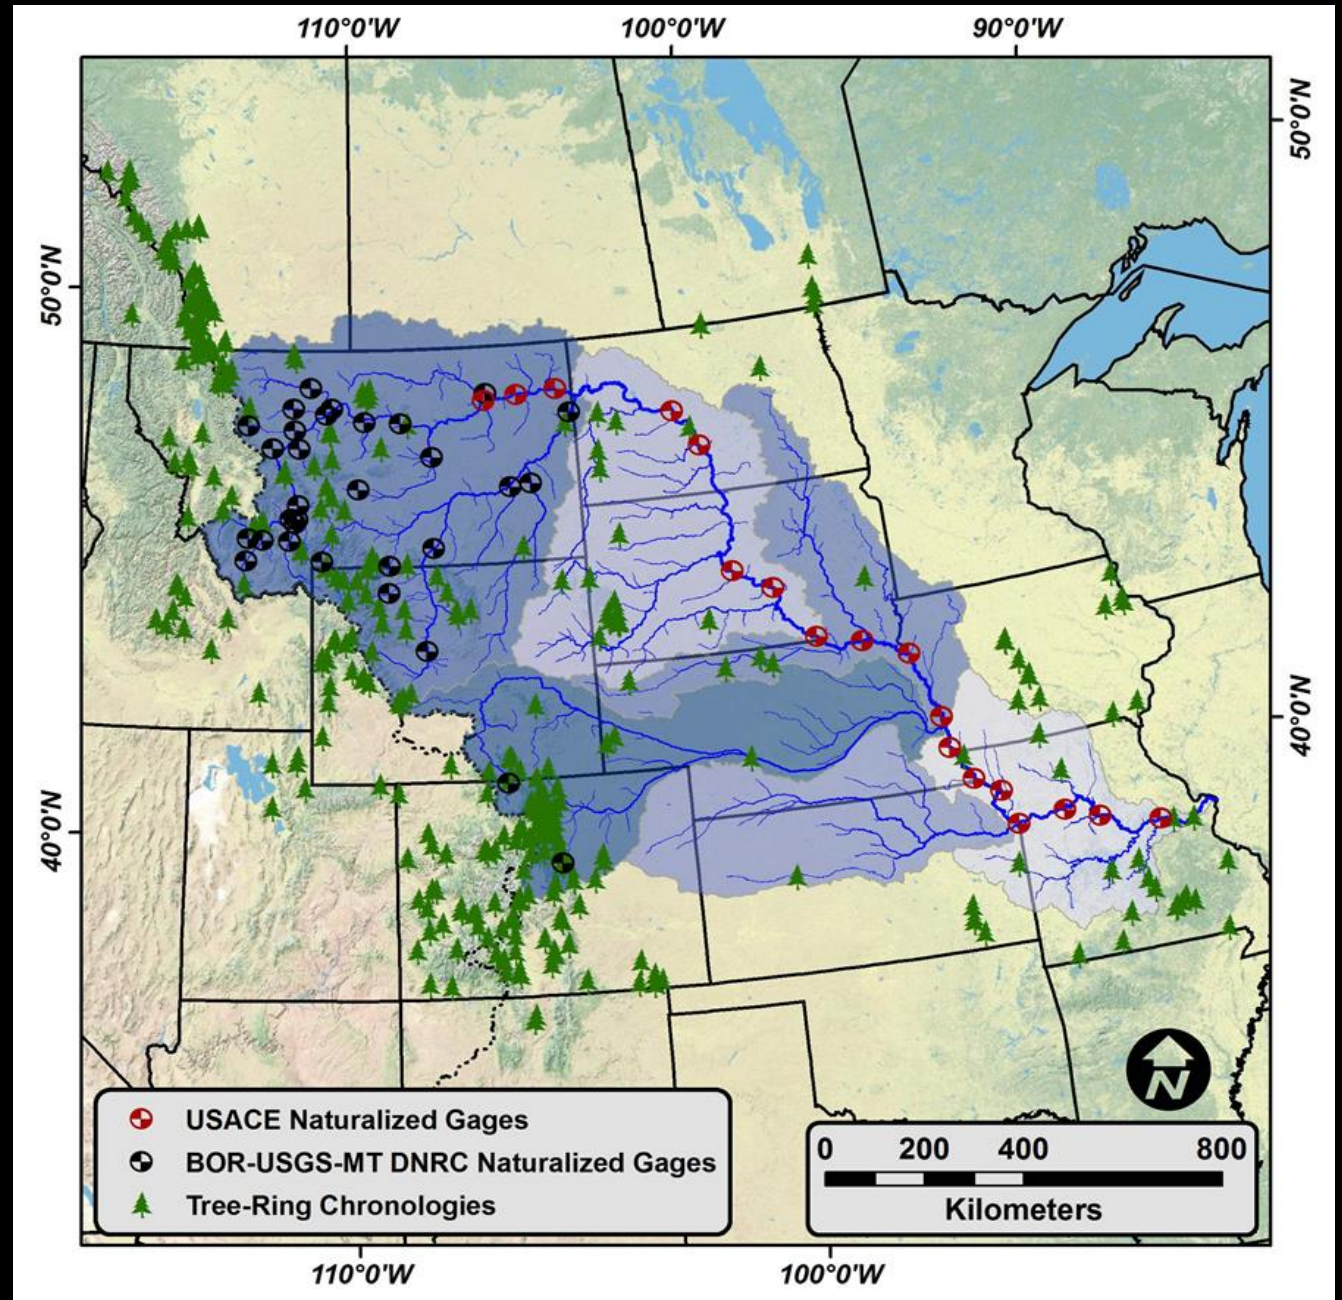 110°0'W 100°0'W 90°0'W
50°0'N
50°0'N
40°0'N
40°0'N
N
USACE Naturalized Gages
BOR-USGS-MT DNRC Naturalized Gages
Tree-Ring Chronologies
0 200 400 800
Kilometers
110°0'W 100°0'W